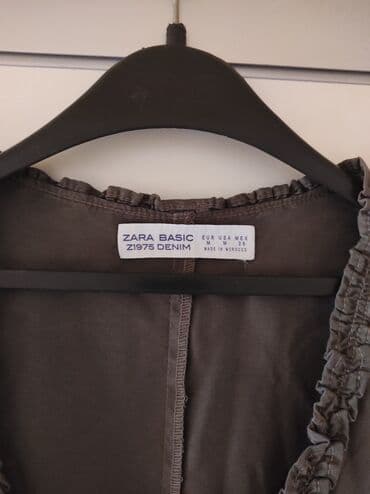 ZARA BASIC
Z1975 DENIM
EUR USA MEX
M M 28
MADE IN MOROCCO